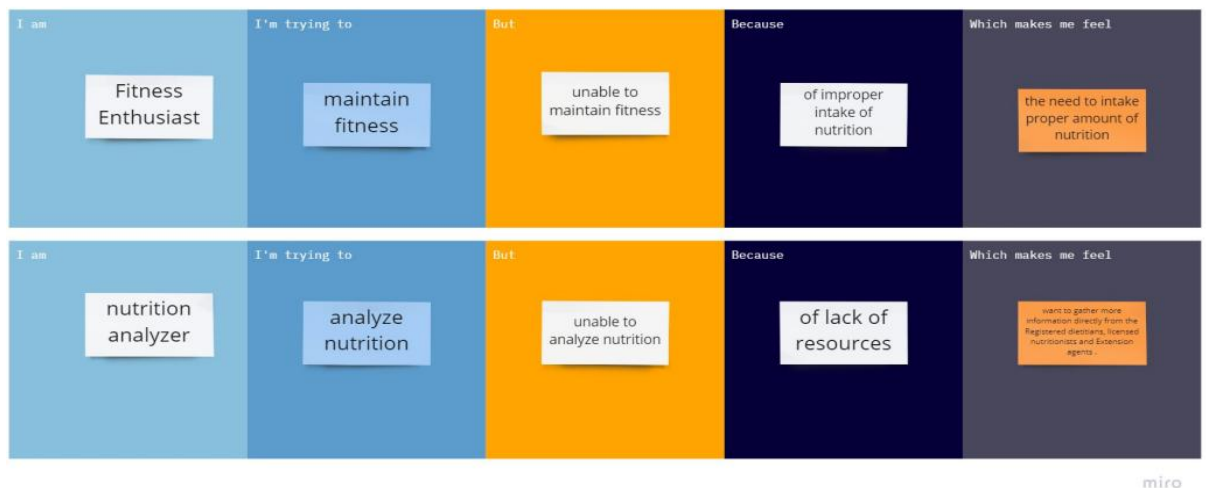 I am
Fitness
Enthusiast
I'm trying to
maintain
fitness
But
unable to
maintain fitness
Because
of improper
intake of
nutrition
Which makes me feel
the need to intake
proper amount of
nutrition
I am
nutrition
analyzer
I'm trying to
analyze
nutrition
But
unable to
analyze nutrition
Because
of lack of
resources
Which makes me feel
want to gather more
information directly from the
Registered dietitians, licensed
nutritionists and Extension
agents .
miro